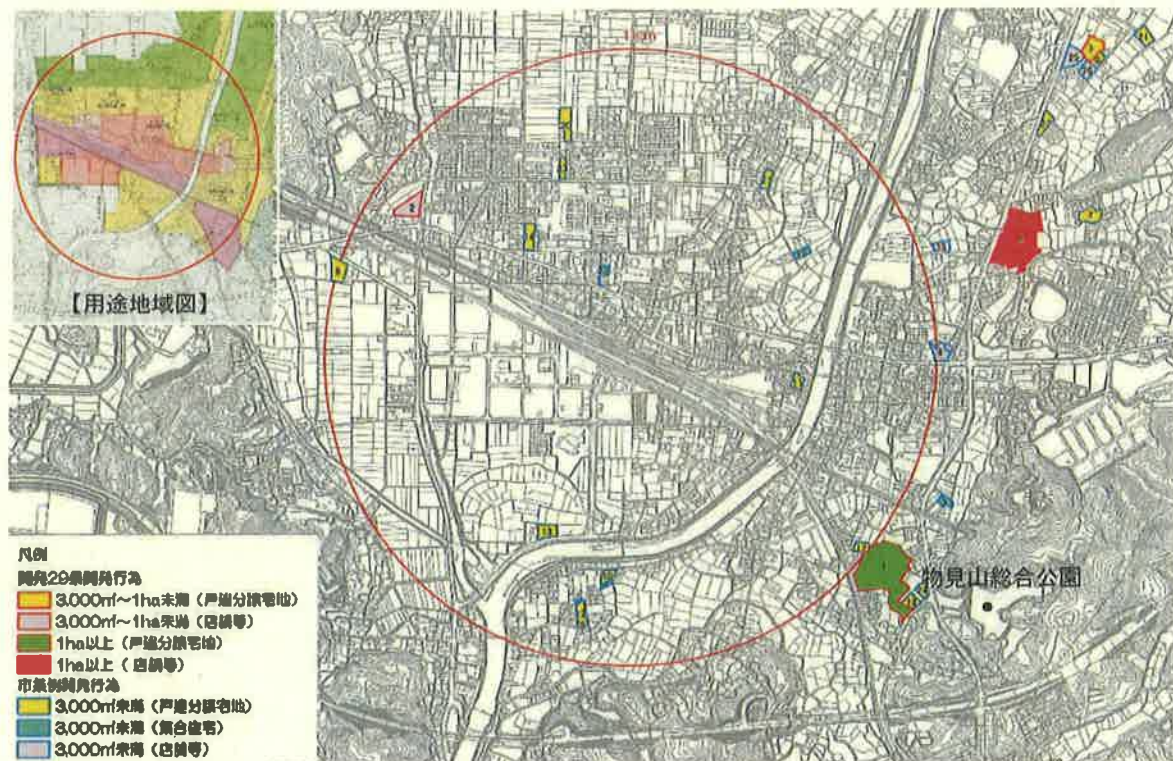 【用途地域図】
物見山総合公園
凡例
開発29条開発行為
3,000㎡～1ha未満（戸建分譲宅地）
3,000㎡～1ha未満（店舗等）
1ha以上（戸建分譲宅地）
1ha以上（店舗等）
市条例開発行為
3,000㎡未満（戸建分譲宅地）
3,000㎡未満（集合住宅）
3,000㎡未満（店舗等）